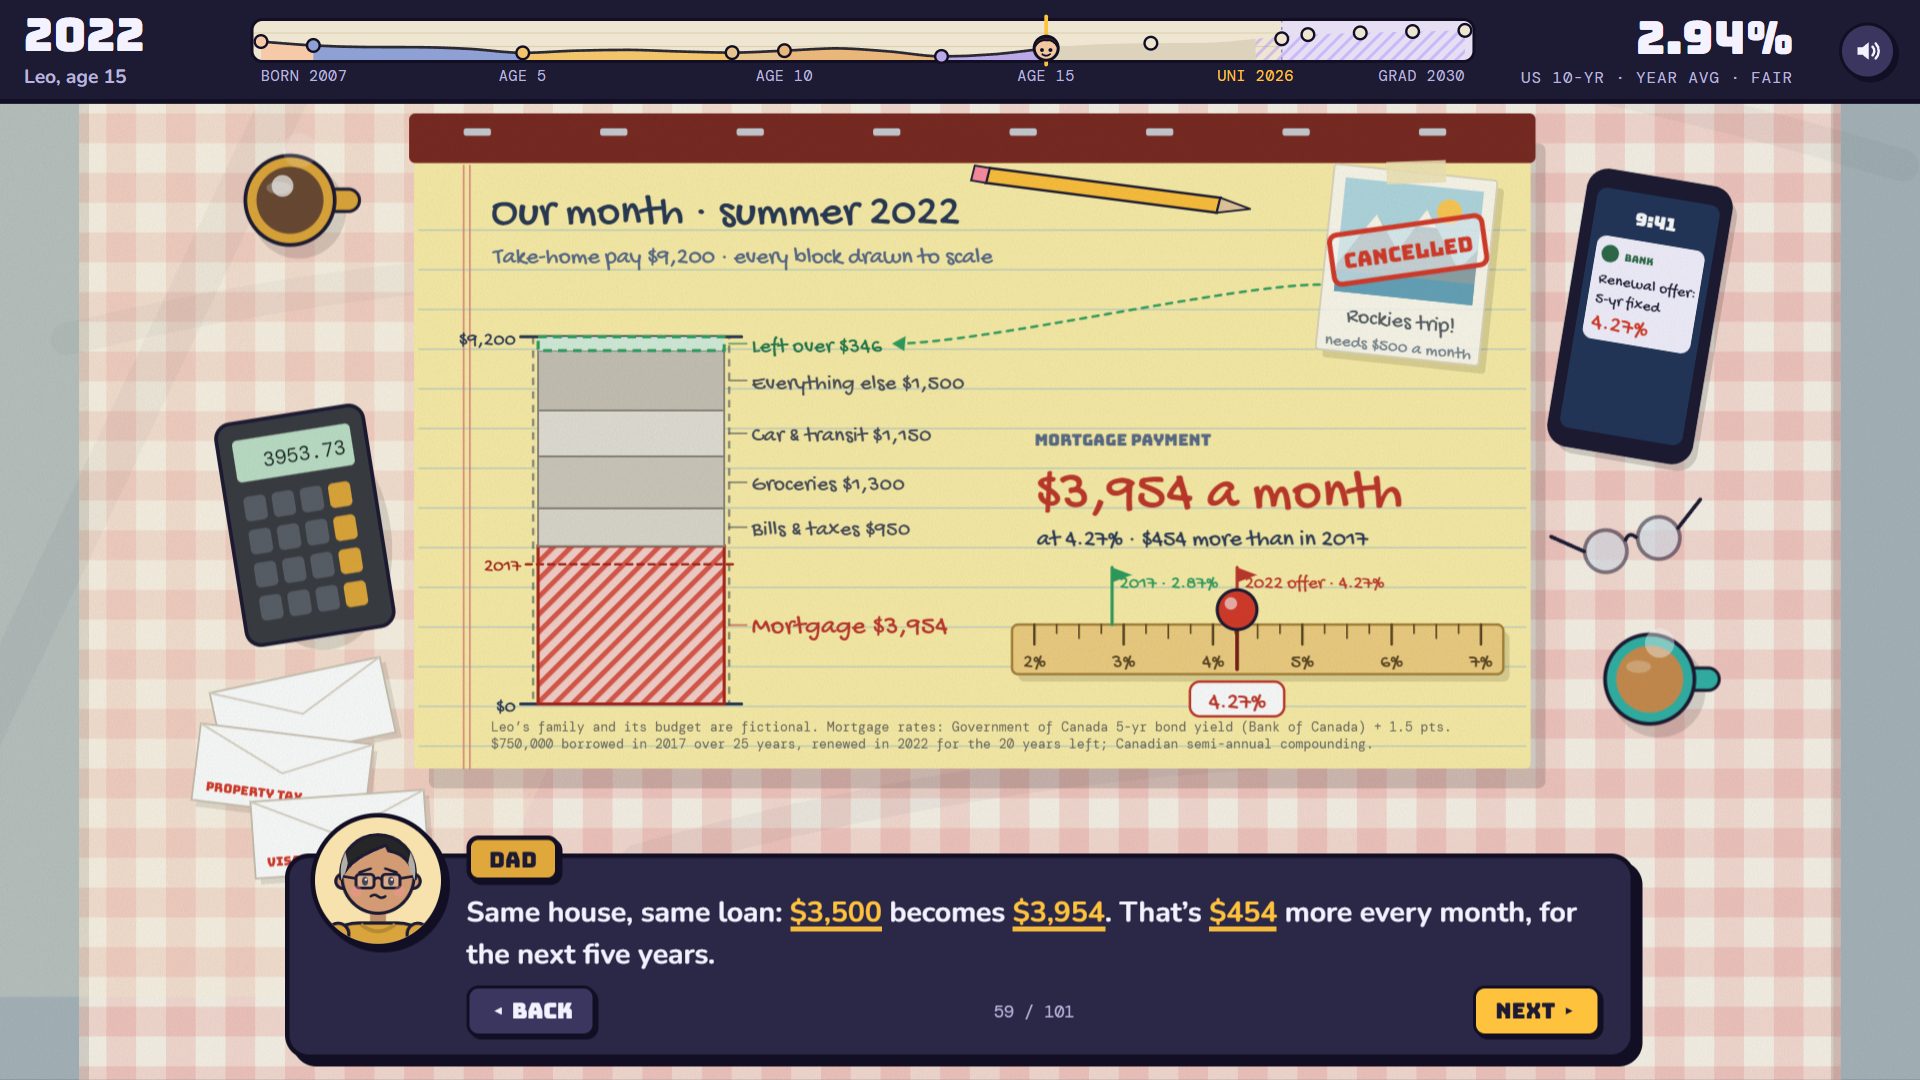 2022
Leo, age 15
BORN 2007
AGE 5
AGE 10
AGE 15
UNI 2026
GRAD 2030
2.94%
US 10-YR · YEAR AVG · FAIR
Our month · summer 2022
Take-home pay $9,200 · every block drawn to scale
CANCELLED
Rockies trip!
needs $500 a month
9:41
BANK
Renewal offer:
5-yr fixed
4.27%
3953.73
$9,200
Left over $346
Everything else $1,500
Car & transit $1,150
Groceries $1,300
Bills & taxes $950
2017
Mortgage $3,954
$0
MORTGAGE PAYMENT
$3,954 a month
at 4.27% · $454 more than in 2017
2017 · 2.87%
2022 offer · 4.27%
2% 3% 4% 5% 6% 7%
4.27%
Leo's family and its budget are fictional. Mortgage rates: Government of Canada 5-yr bond yield (Bank of Canada) + 1.5 pts.
$750,000 borrowed in 2017 over 25 years, renewed in 2022 for the 20 years left; Canadian semi-annual compounding.
PROPERTY TAX
DAD
Same house, same loan: $3,500 becomes $3,954. That's $454 more every month, for
the next five years.
◂ BACK
59 / 101
NEXT ▸